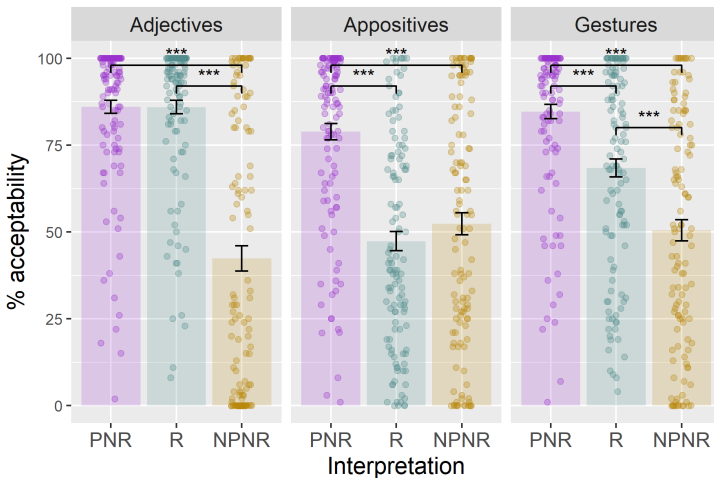 Adjectives Appositives Gestures
*** *** ***
*** *** ***
***
100
75
50
25
0
% acceptability
PNR R NPNR PNR R NPNR PNR R NPNR
Interpretation